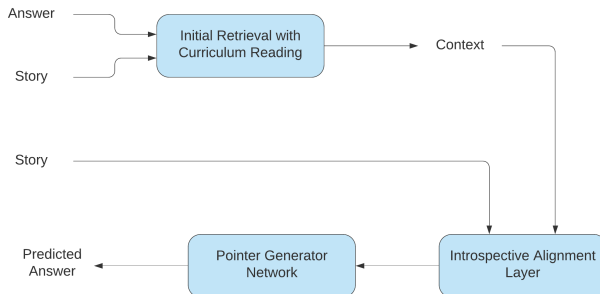 Answer
Initial Retrieval with
Curriculum Reading
Context
Story
Story
Predicted
Answer
Pointer Generator
Network
Introspective Alignment
Layer